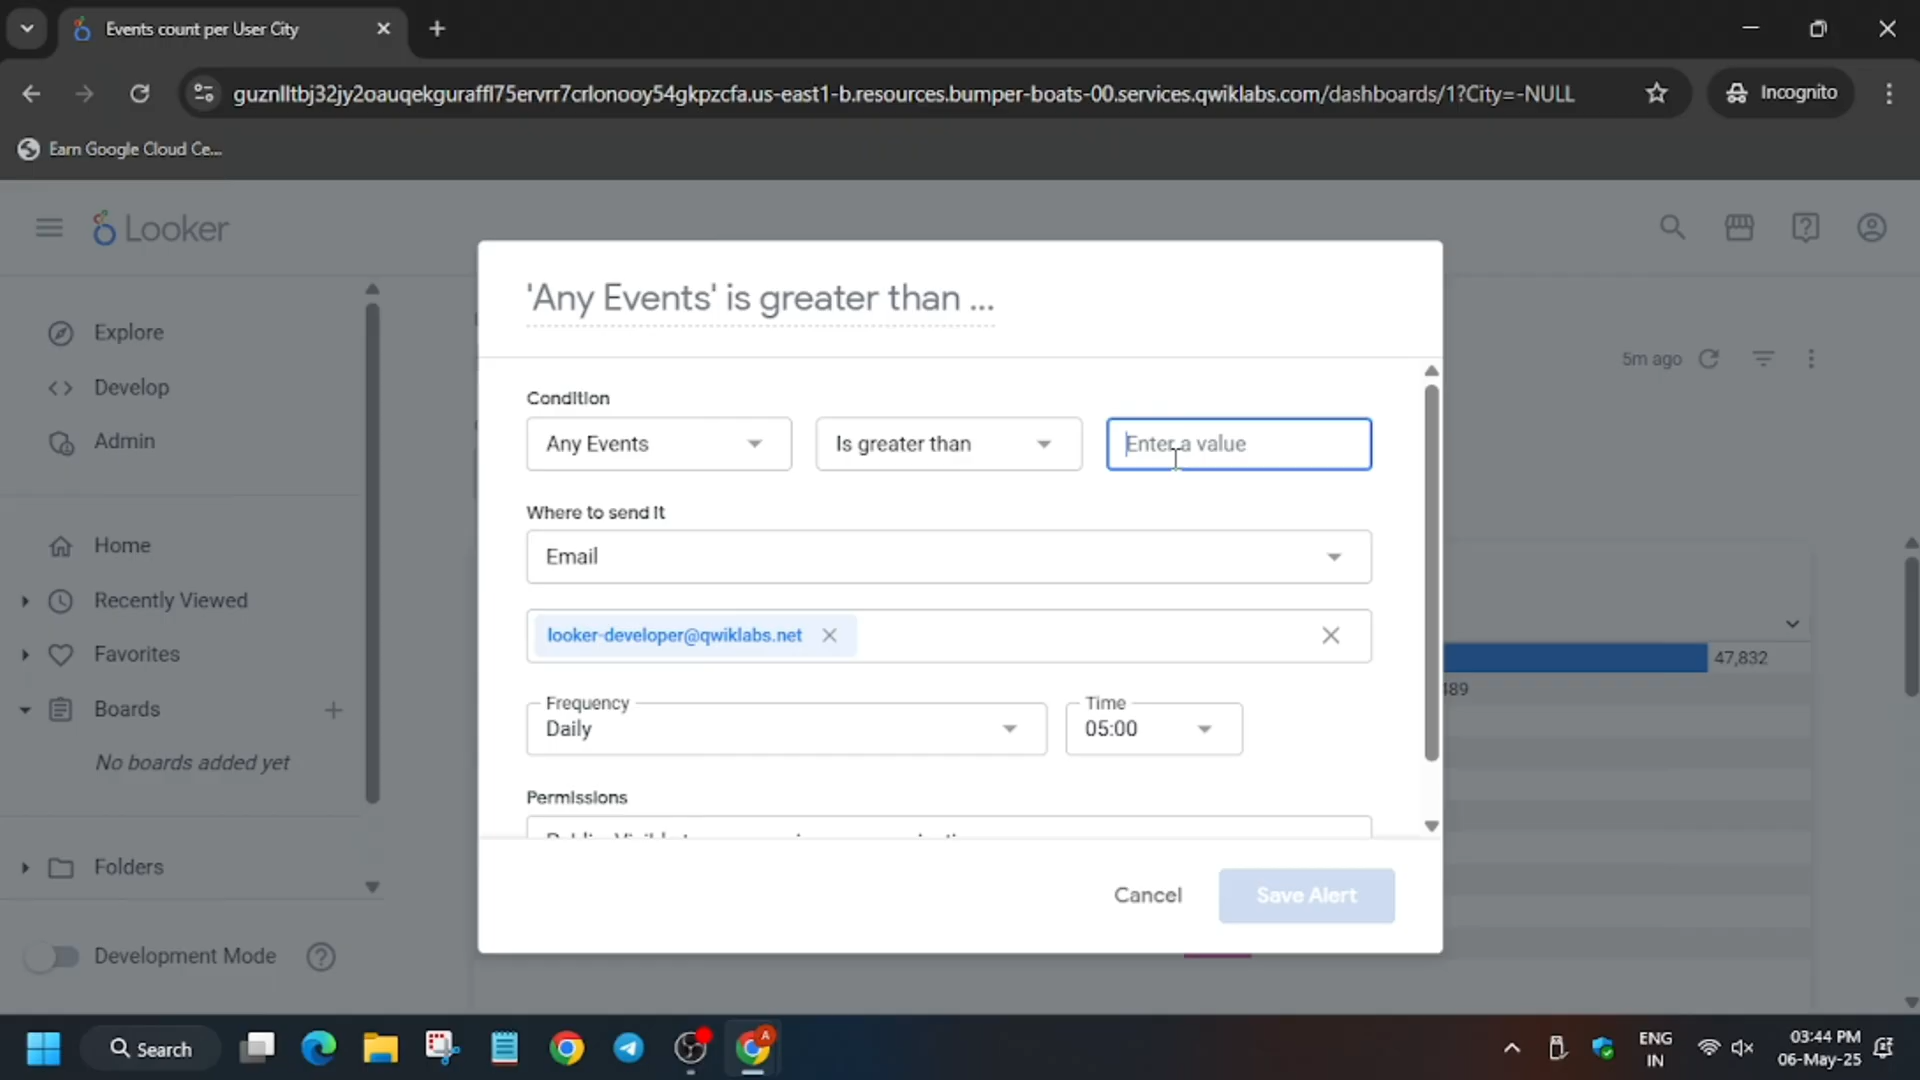 Events count per User City
guznlltbj32jy2oauqekguraffl75ervrr7crlonooy54gkpzcfa.us-east1-b.resources.bumper-boats-00.services.qwiklabs.com/dashboards/1?City=-NULL
Incognito
Earn Google Cloud Ce...
Looker
'Any Events' is greater than ...
Explore
5m ago
Develop
Condition
Admin
Any Events
Is greater than
Enter a value
Where to send it
Home
Email
Recently Viewed
looker-developer@qwiklabs.net
Favorites
47,832
489
Frequency
Time
Boards
Daily
05:00
No boards added yet
Permissions
Folders
Cancel
Save Alert
Development Mode
Search
ENG
IN
03:44 PM
06-May-25